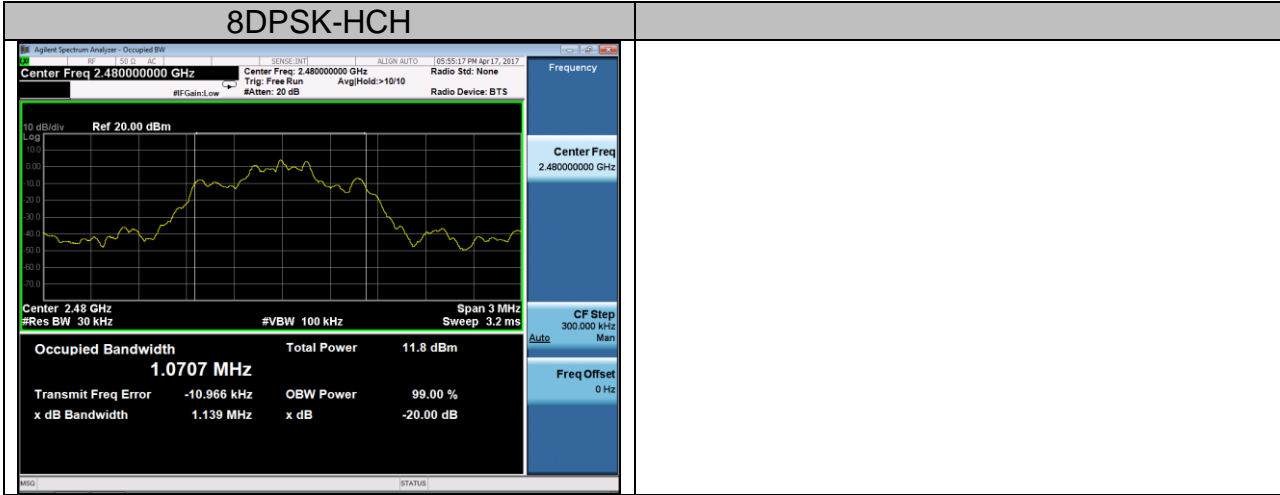 8DPSK-HCH
Agilent Spectrum Analyzer - Occupied BW
RF 50 Ω AC SENSE:INT ALIGN AUTO 05:55:17 PM Apr 17, 2017
Center Freq 2.480000000 GHz
Center Freq: 2.480000000 GHz Radio Std: None
Trig: Free Run Avg|Hold:>10/10
#IFGain:Low #Atten: 20 dB Radio Device: BTS
Frequency
10 dB/div Ref 20.00 dBm
Log
10.0
0.00
-10.0
-20.0
-30.0
-40.0
-50.0
-60.0
-70.0
Center Freq
2.480000000 GHz
Center 2.48 GHz Span 3 MHz
#Res BW 30 kHz #VBW 100 kHz Sweep 3.2 ms
CF Step
300.000 kHz
Auto Man
Occupied Bandwidth Total Power 11.8 dBm
1.0707 MHz
Transmit Freq Error -10.966 kHz OBW Power 99.00 %
x dB Bandwidth 1.139 MHz x dB -20.00 dB
Freq Offset
0 Hz
MSG STATUS